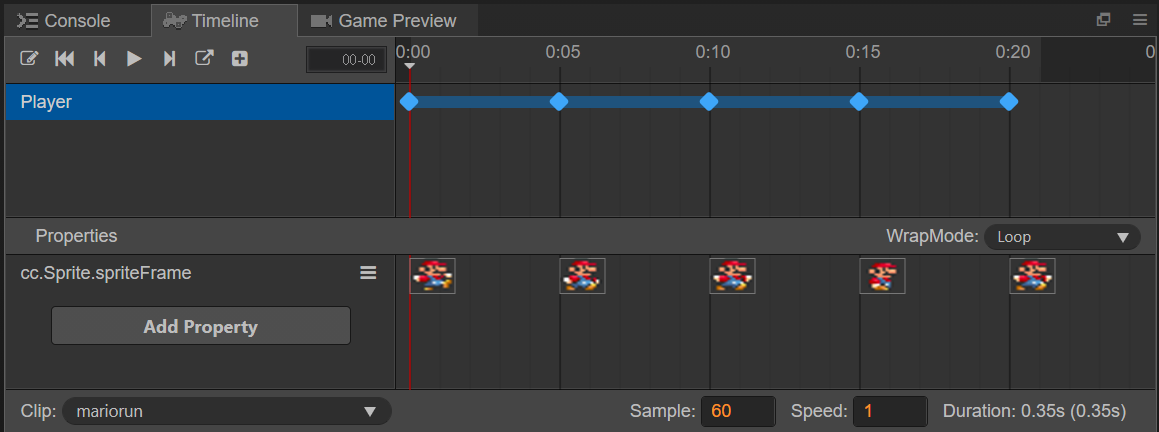 Console Timeline Game Preview
00-00 0:00 0:05 0:10 0:15 0:20 0
Player
Properties WrapMode: Loop
cc.Sprite.spriteFrame
Add Property
Clip: mariorun Sample: 60 Speed: 1 Duration: 0.35s (0.35s)